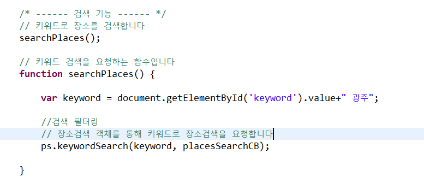 /* ------ 검색 기능 ------ */
// 키워드로 장소를 검색합니다
searchPlaces();
// 키워드 검색을 요청하는 함수입니다
function searchPlaces() {
var keyword = document.getElementById('keyword').value+" 광주";
//검색 필터링
// 장소검색 객체를 통해 키워드로 장소검색을 요청합니다
ps.keywordSearch(keyword, placesSearchCB);
}